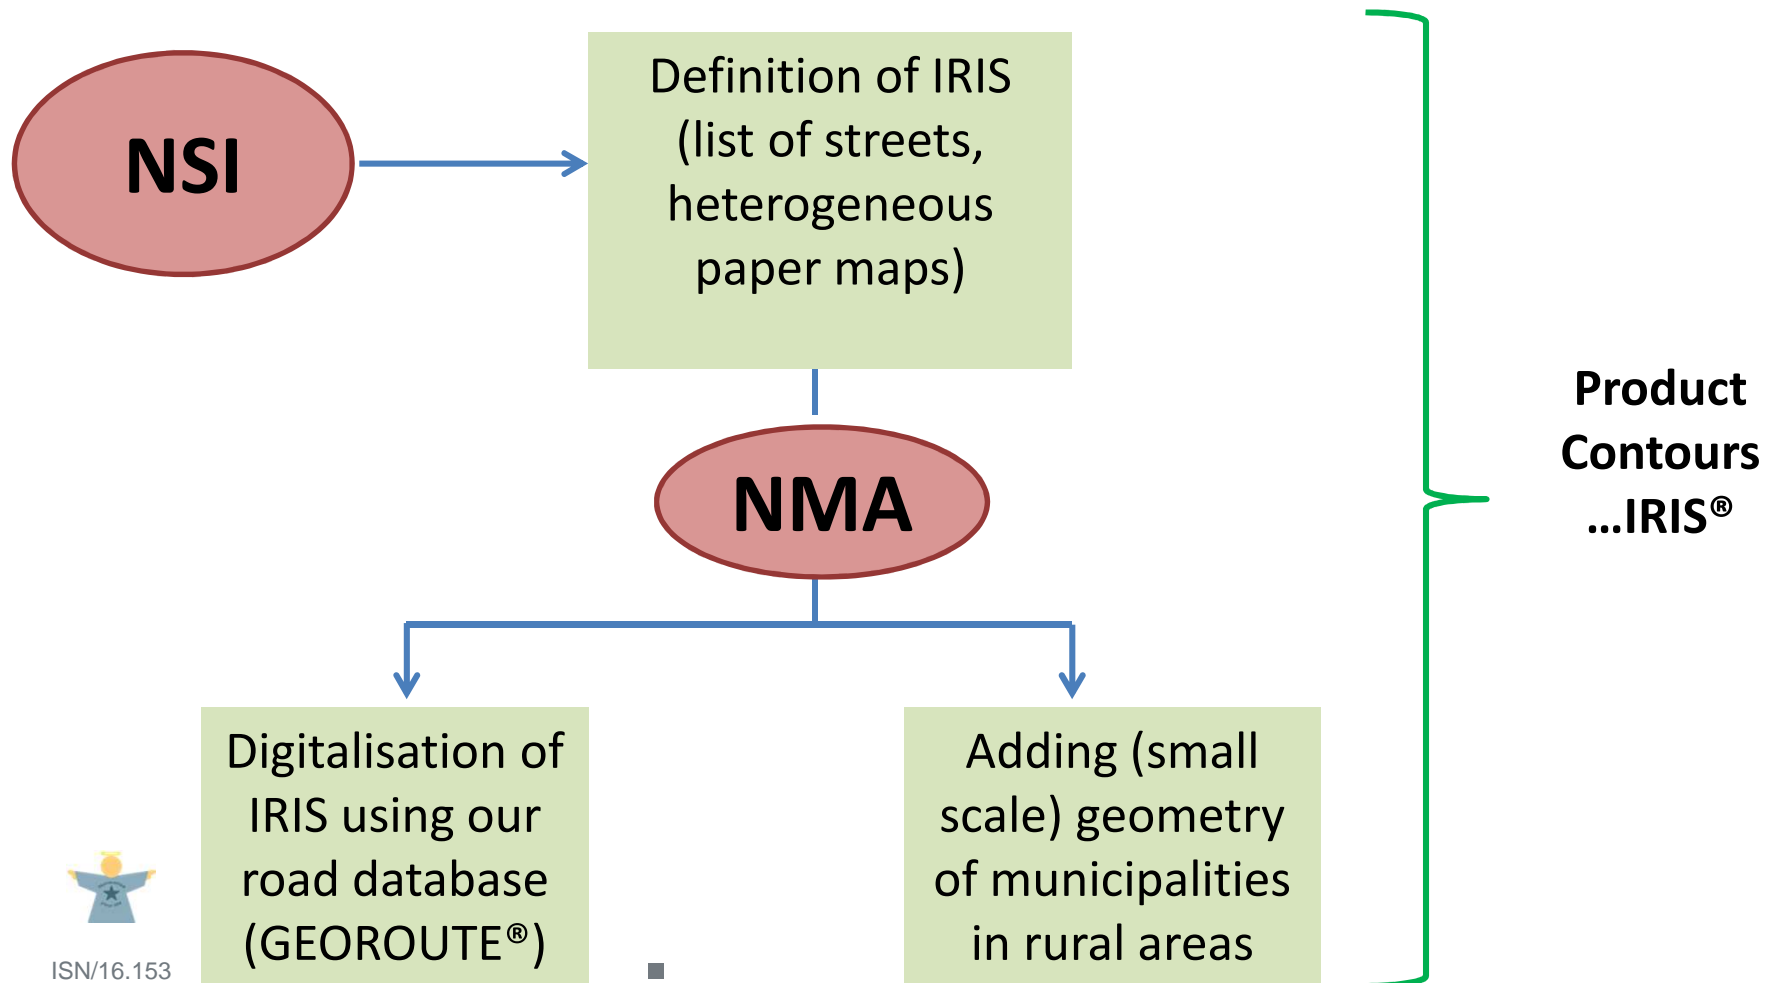 NSI
Definition of IRIS
(list of streets,
heterogeneous
paper maps)
NMA
Product
Contours
...IRIS®
Digitalisation of
IRIS using our
road database
(GEOROUTE®)
Adding (small
scale) geometry
of municipalities
in rural areas
ISN/16.153